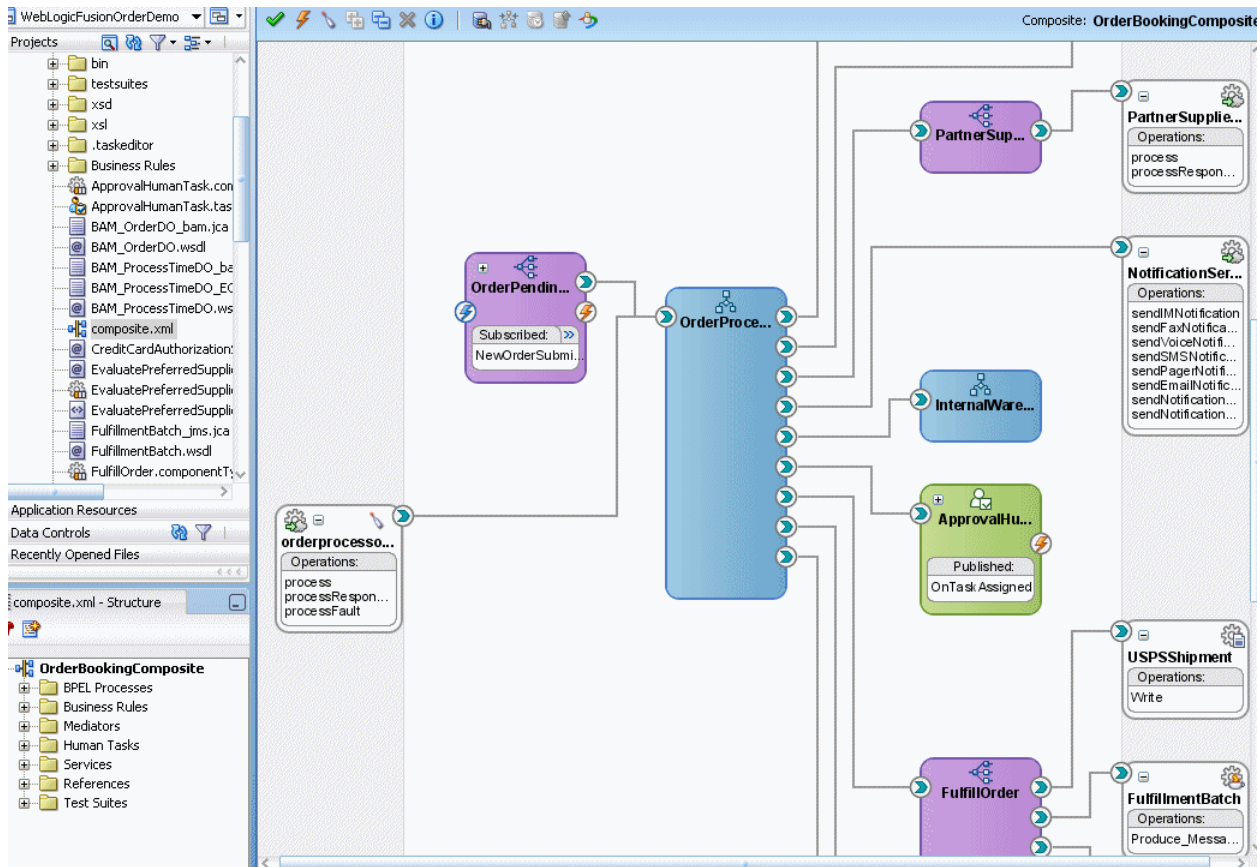 WebLogicFusionOrderDemo
Composite: OrderBookingComposite
Projects
bin
testsuites
xsd
xsl
.taskeditor
Business Rules
ApprovalHumanTask.com
ApprovalHumanTask.tas
BAM_OrderDO_bam.jca
BAM_OrderDO.wsdl
BAM_ProcessTimeDO_ba
BAM_ProcessTimeDO_EC
BAM_ProcessTimeDO.ws
composite.xml
CreditCardAuthorizationS
EvaluatePreferredSuppli
EvaluatePreferredSuppli
EvaluatePreferredSuppli
FulfillmentBatch_jms.jca
FulfillmentBatch.wsdl
FulfillOrder.componentTy
Application Resources
Data Controls
Recently Opened Files
composite.xml - Structure
OrderBookingComposite
BPEL Processes
Business Rules
Mediators
Human Tasks
Services
References
Test Suites
orderprocesso...
Operations:
process
processRespon...
processFault
OrderPendin...
Subscribed:
NewOrderSubmi...
OrderProce...
PartnerSup...
InternalWare...
ApprovalHu...
Published:
OnTaskAssigned
FulfillOrder
PartnerSupplie...
Operations:
process
processRespon...
NotificationSer...
Operations:
sendIMNotification
sendFaxNotifica...
sendVoiceNotifi...
sendSMSNotific...
sendPagerNotifi...
sendEmailNotific...
sendNotification...
sendNotification...
USPSShipment
Operations:
Write
FulfillmentBatch
Operations:
Produce_Messa...